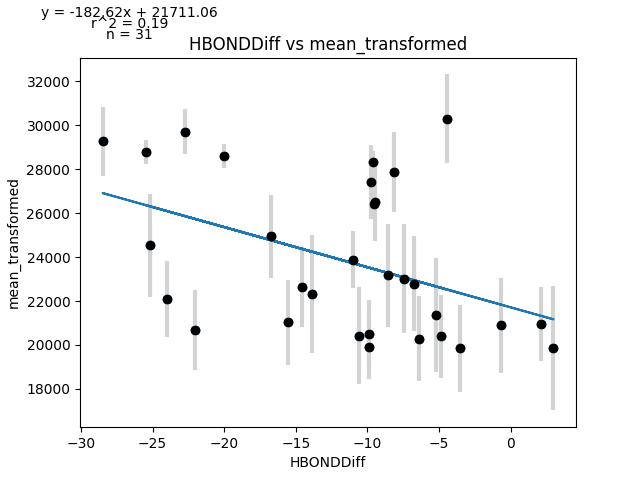 y = -182.62x + 21711.06
r^2 = 0.19
n = 31
HBONDDiff vs mean_transformed
mean_transformed
32000
30000
28000
26000
24000
22000
20000
18000
−30
−25
−20
−15
−10
−5
0
HBONDDiff